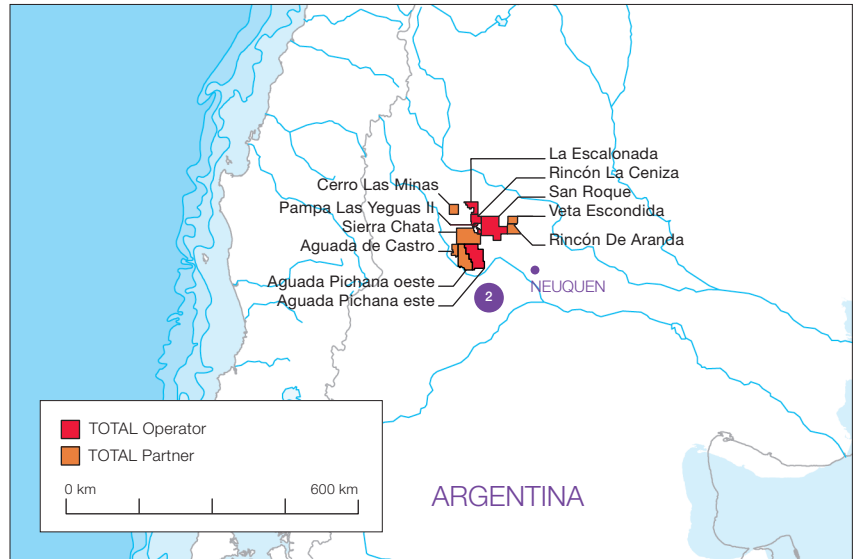 La Escalonada
Rincón La Ceniza
San Roque
Veta Escondida
Rincón De Aranda
Cerro Las Minas
Pampa Las Yeguas II
Sierra Chata
Aguada de Castro
Aguada Pichana oeste
Aguada Pichana este
2
NEUQUEN
TOTAL Operator
TOTAL Partner
0 km
600 km
ARGENTINA